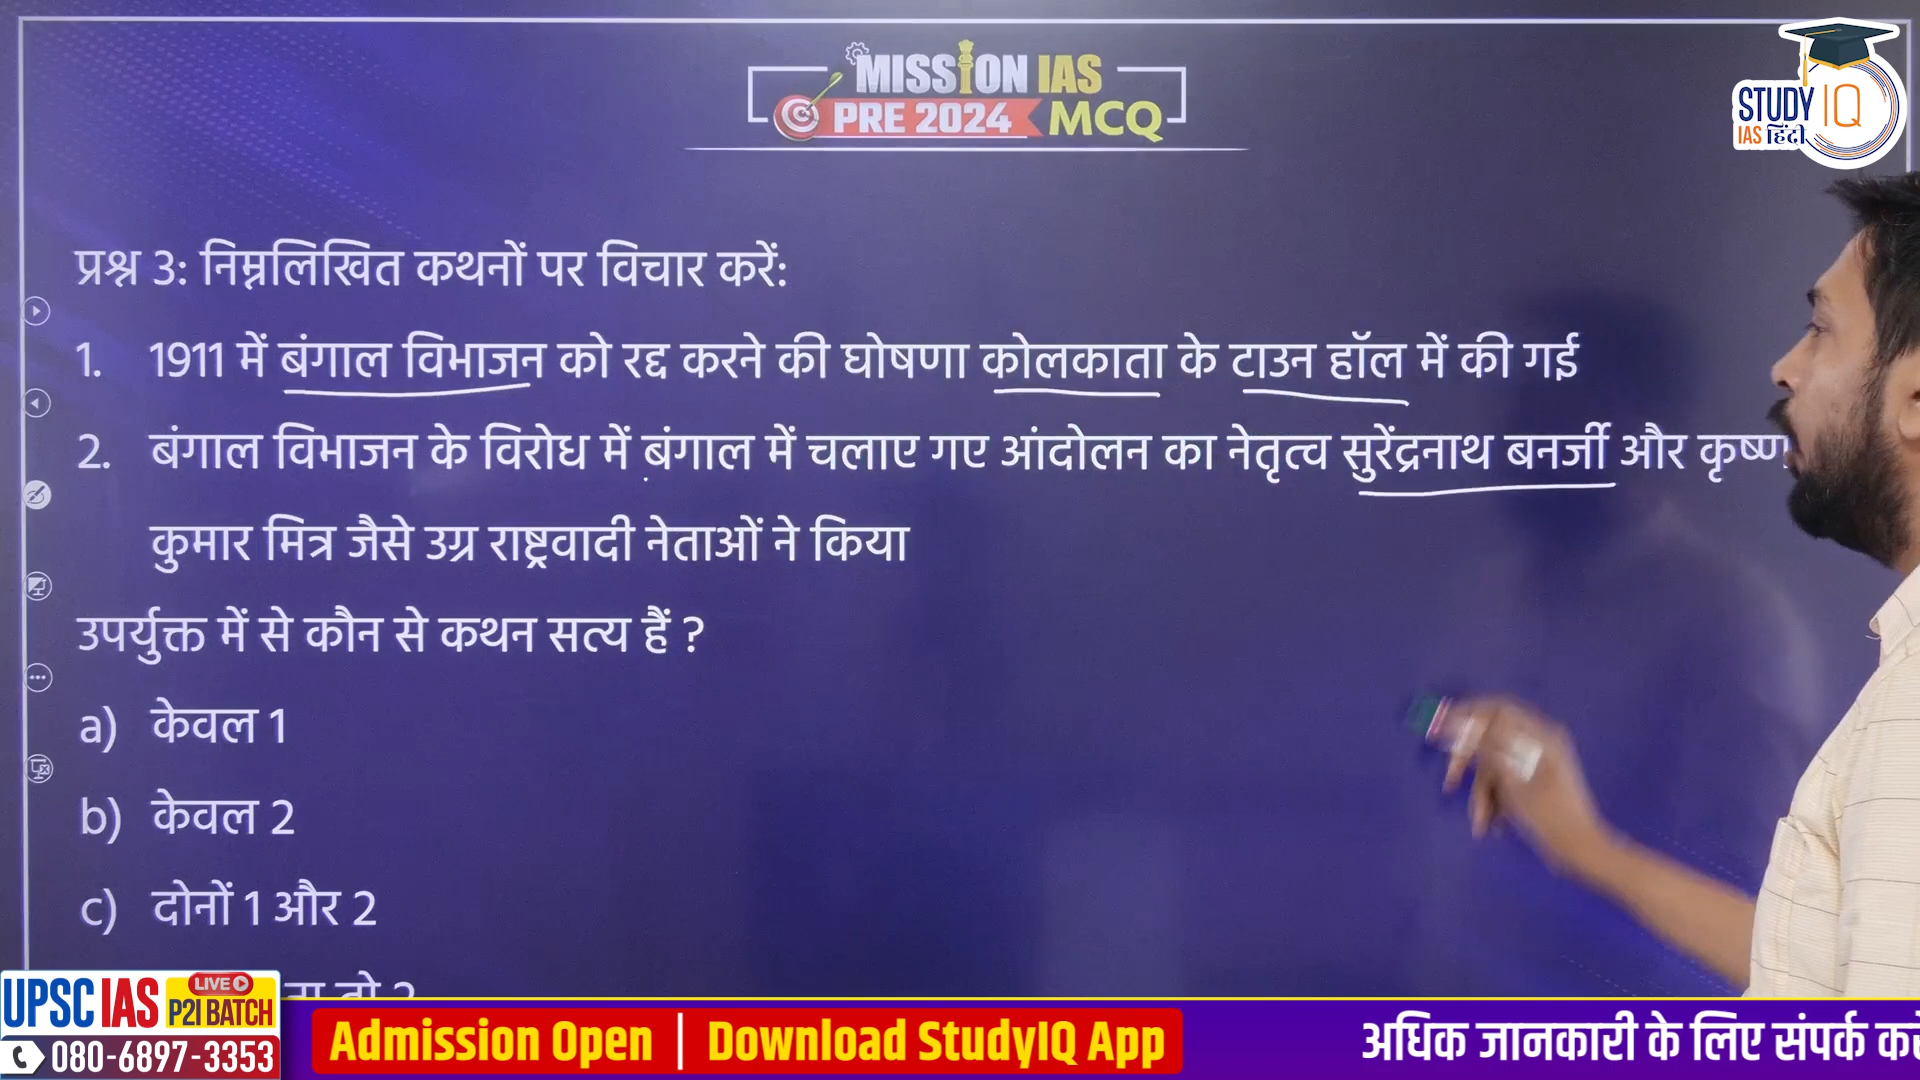 MISSION IAS
PRE 2024 MCQ
STUDY IQ
IAS हिंदी
प्रश्न 3: निम्नलिखित कथनों पर विचार करें:
1. 1911 में बंगाल विभाजन को रद्द करने की घोषणा कोलकाता के टाउन हॉल में की गई
2. बंगाल विभाजन के विरोध में बंगाल में चलाए गए आंदोलन का नेतृत्व सुरेंद्रनाथ बनर्जी और कृष्ण
कुमार मित्र जैसे उग्र राष्ट्रवादी नेताओं ने किया
उपर्युक्त में से कौन से कथन सत्य हैं ?
a) केवल 1
b) केवल 2
c) दोनों 1 और 2
UPSC IAS LIVE P2I BATCH
080-6897-3353
Admission Open | Download StudyIQ App
अधिक जानकारी के लिए संपर्क